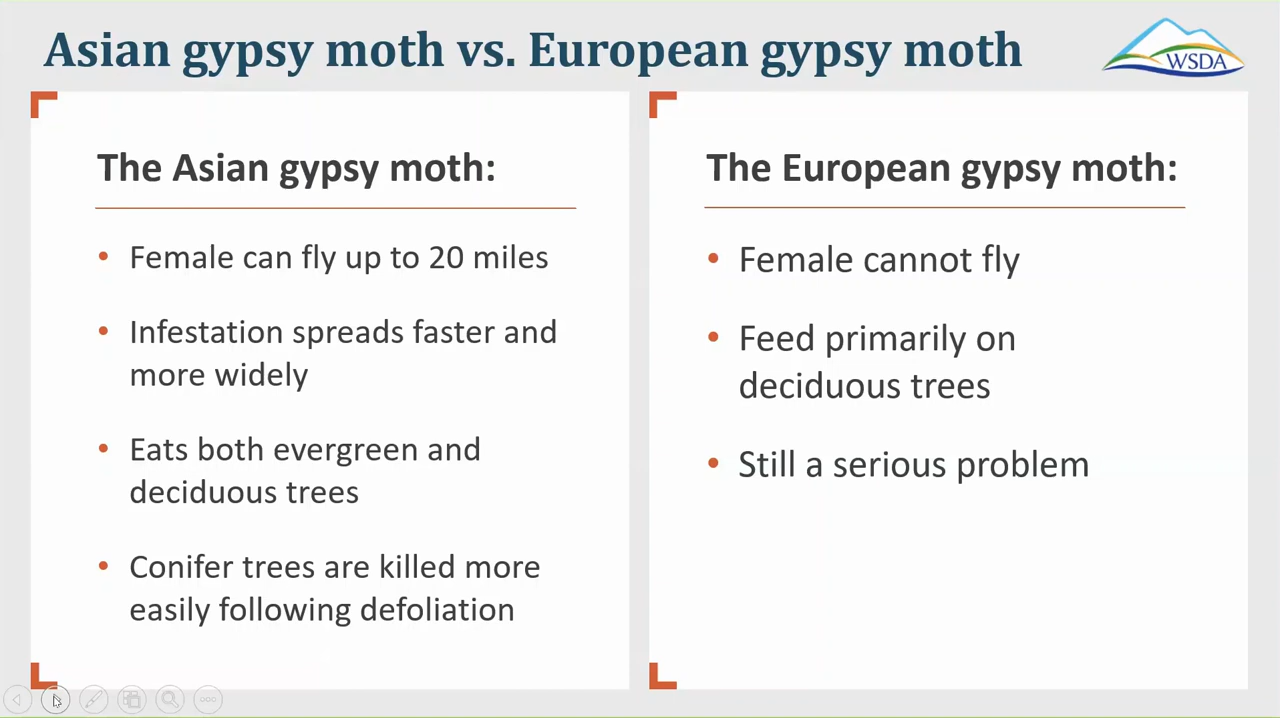 Asian gypsy moth vs. European gypsy moth
WSDA
The Asian gypsy moth:
• Female can fly up to 20 miles
• Infestation spreads faster and
more widely
• Eats both evergreen and
deciduous trees
• Conifer trees are killed more
easily following defoliation
The European gypsy moth:
• Female cannot fly
• Feed primarily on
deciduous trees
• Still a serious problem